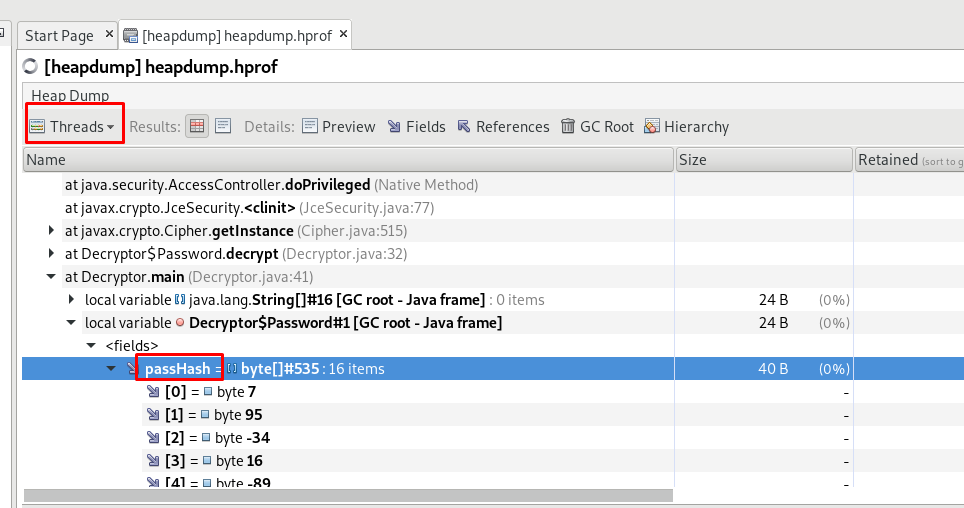 Start Page × [heapdump] heapdump.hprof ×
[heapdump] heapdump.hprof
Heap Dump
Threads Results: Details: Preview Fields References GC Root Hierarchy
Name Size Retained (sort to g
at java.security.AccessController.doPrivileged (Native Method)
at javax.crypto.JceSecurity.<clinit> (JceSecurity.java:77)
at javax.crypto.Cipher.getInstance (Cipher.java:515)
at Decryptor$Password.decrypt (Decryptor.java:32)
at Decryptor.main (Decryptor.java:41)
local variable java.lang.String[]#16 [GC root - Java frame] : 0 items 24 B (0%)
local variable Decryptor$Password#1 [GC root - Java frame] 24 B (0%)
<fields>
passHash = byte[]#535 : 16 items 40 B (0%)
[0] = byte 7 -
[1] = byte 95 -
[2] = byte -34 -
[3] = byte 16 -
[4] = byte -89 -